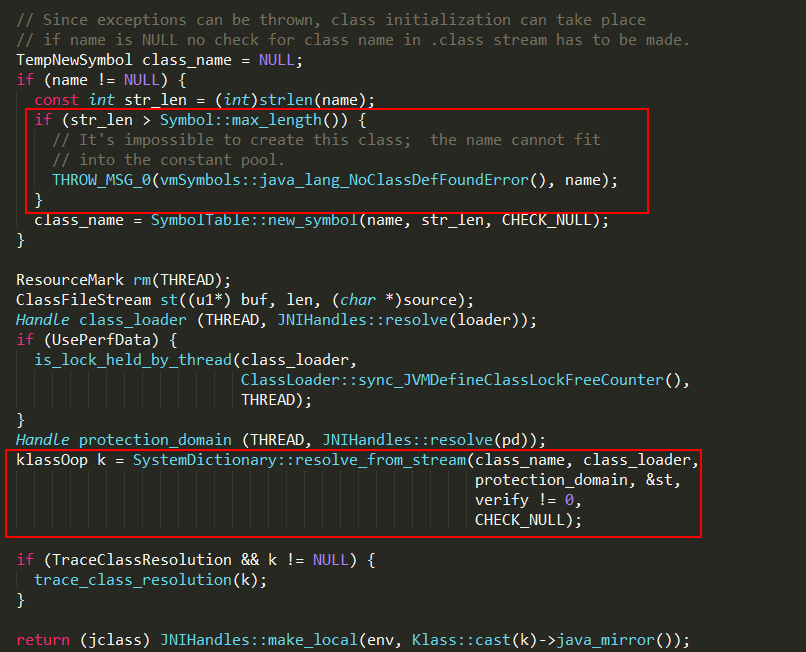 // Since exceptions can be thrown, class initialization can take place
// if name is NULL no check for class name in .class stream has to be made.
TempNewSymbol class_name = NULL;
if (name != NULL) {
  const int str_len = (int)strlen(name);
  if (str_len > Symbol::max_length()) {
    // It's impossible to create this class;  the name cannot fit
    // into the constant pool.
    THROW_MSG_0(vmSymbols::java_lang_NoClassDefFoundError(), name);
  }
  class_name = SymbolTable::new_symbol(name, str_len, CHECK_NULL);
}

ResourceMark rm(THREAD);
ClassFileStream st((u1*) buf, len, (char *)source);
Handle class_loader (THREAD, JNIHandles::resolve(loader));
if (UsePerfData) {
  is_lock_held_by_thread(class_loader,
                         ClassLoader::sync_JVMDefineClassLockFreeCounter(),
                         THREAD);
}
Handle protection_domain (THREAD, JNIHandles::resolve(pd));
klassOop k = SystemDictionary::resolve_from_stream(class_name, class_loader,
                                                   protection_domain, &st,
                                                   verify != 0,
                                                   CHECK_NULL);

if (TraceClassResolution && k != NULL) {
  trace_class_resolution(k);
}

return (jclass) JNIHandles::make_local(env, Klass::cast(k)->java_mirror());